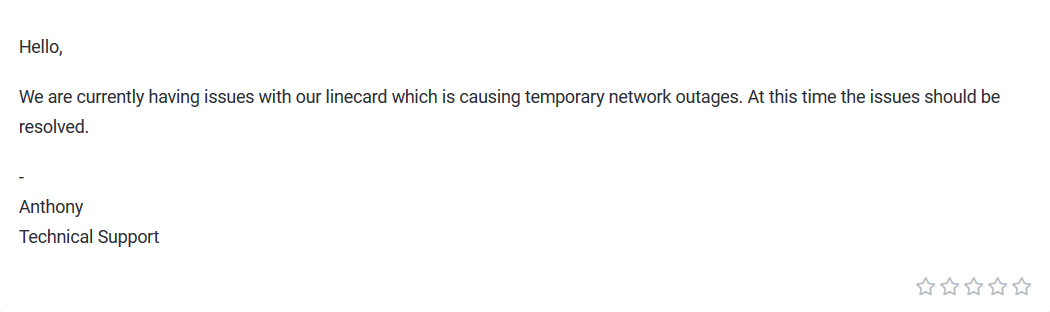 Hello,
We are currently having issues with our linecard which is causing temporary network outages. At this time the issues should be
resolved.
-
Anthony
Technical Support